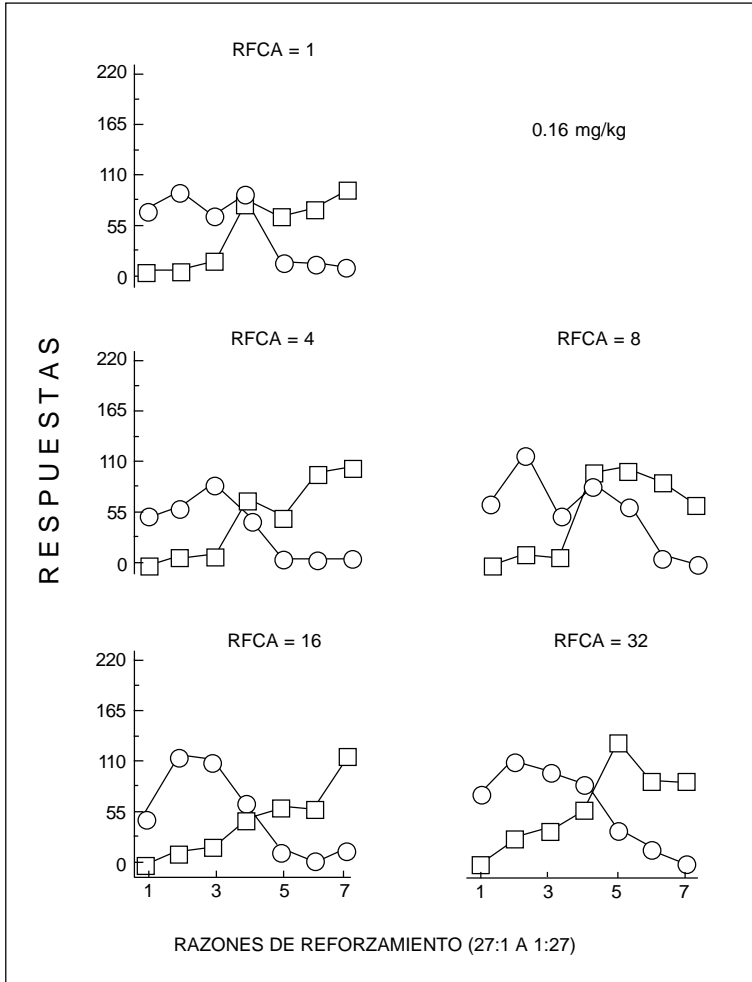 RFCA = 1
220
165
110
55
0
0.16 mg/kg
RESPUESTAS
RFCA = 4
220
165
110
55
0
RFCA = 8
RFCA = 16
220
165
110
55
0
1 3 5 7
RFCA = 32
1 3 5 7
RAZONES DE REFORZAMIENTO (27:1 A 1:27)